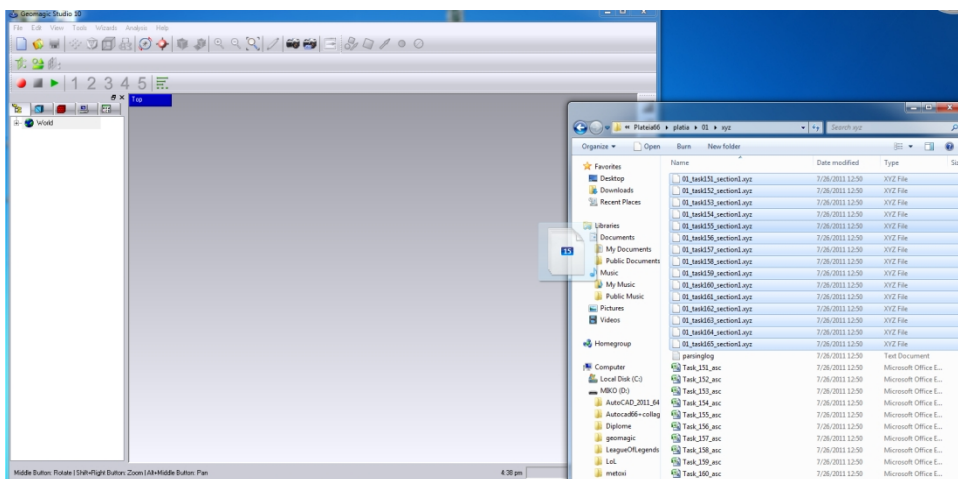 Geomagic Studio 10
File Edit View Tools Wizards Analysis Help
1 2 3 4 5
Top
World
Plateia66 ▸ platia ▸ 01 ▸ xyz
Search xyz
Organize Open Burn New folder
Name Date modified Type
Favorites
Desktop
Downloads
Recent Places
Libraries
Documents
My Documents
Public Documents
Music
My Music
Public Music
Pictures
Videos
Homegroup
Computer
Local Disk (C:)
MIKO (D:)
AutoCAD_2011_64
Autocad66+collag
Diplome
geomagic
LeagueOfLegends
LoL
metoxi
15
01_task151_section1.xyz 7/26/2011 12:50 XYZ File
01_task152_section1.xyz 7/26/2011 12:50 XYZ File
01_task153_section1.xyz 7/26/2011 12:50 XYZ File
01_task154_section1.xyz 7/26/2011 12:50 XYZ File
01_task155_section1.xyz 7/26/2011 12:50 XYZ File
01_task156_section1.xyz 7/26/2011 12:50 XYZ File
01_task157_section1.xyz 7/26/2011 12:50 XYZ File
01_task158_section1.xyz 7/26/2011 12:50 XYZ File
01_task159_section1.xyz 7/26/2011 12:50 XYZ File
01_task160_section1.xyz 7/26/2011 12:50 XYZ File
01_task161_section1.xyz 7/26/2011 12:50 XYZ File
01_task162_section1.xyz 7/26/2011 12:50 XYZ File
01_task163_section1.xyz 7/26/2011 12:50 XYZ File
01_task164_section1.xyz 7/26/2011 12:50 XYZ File
01_task165_section1.xyz 7/26/2011 12:50 XYZ File
parsinglog 7/26/2011 12:50 Text Document
Task_151_asc 7/26/2011 12:50 Microsoft Office E...
Task_152_asc 7/26/2011 12:50 Microsoft Office E...
Task_153_asc 7/26/2011 12:50 Microsoft Office E...
Task_154_asc 7/26/2011 12:50 Microsoft Office E...
Task_155_asc 7/26/2011 12:50 Microsoft Office E...
Task_156_asc 7/26/2011 12:50 Microsoft Office E...
Task_157_asc 7/26/2011 12:50 Microsoft Office E...
Task_158_asc 7/26/2011 12:50 Microsoft Office E...
Task_159_asc 7/26/2011 12:50 Microsoft Office E...
Task_160_asc 7/26/2011 12:50 Microsoft Office E...
Middle Button: Rotate | Shift+Right Button: Zoom | Alt+Middle Button: Pan
4:38 pm